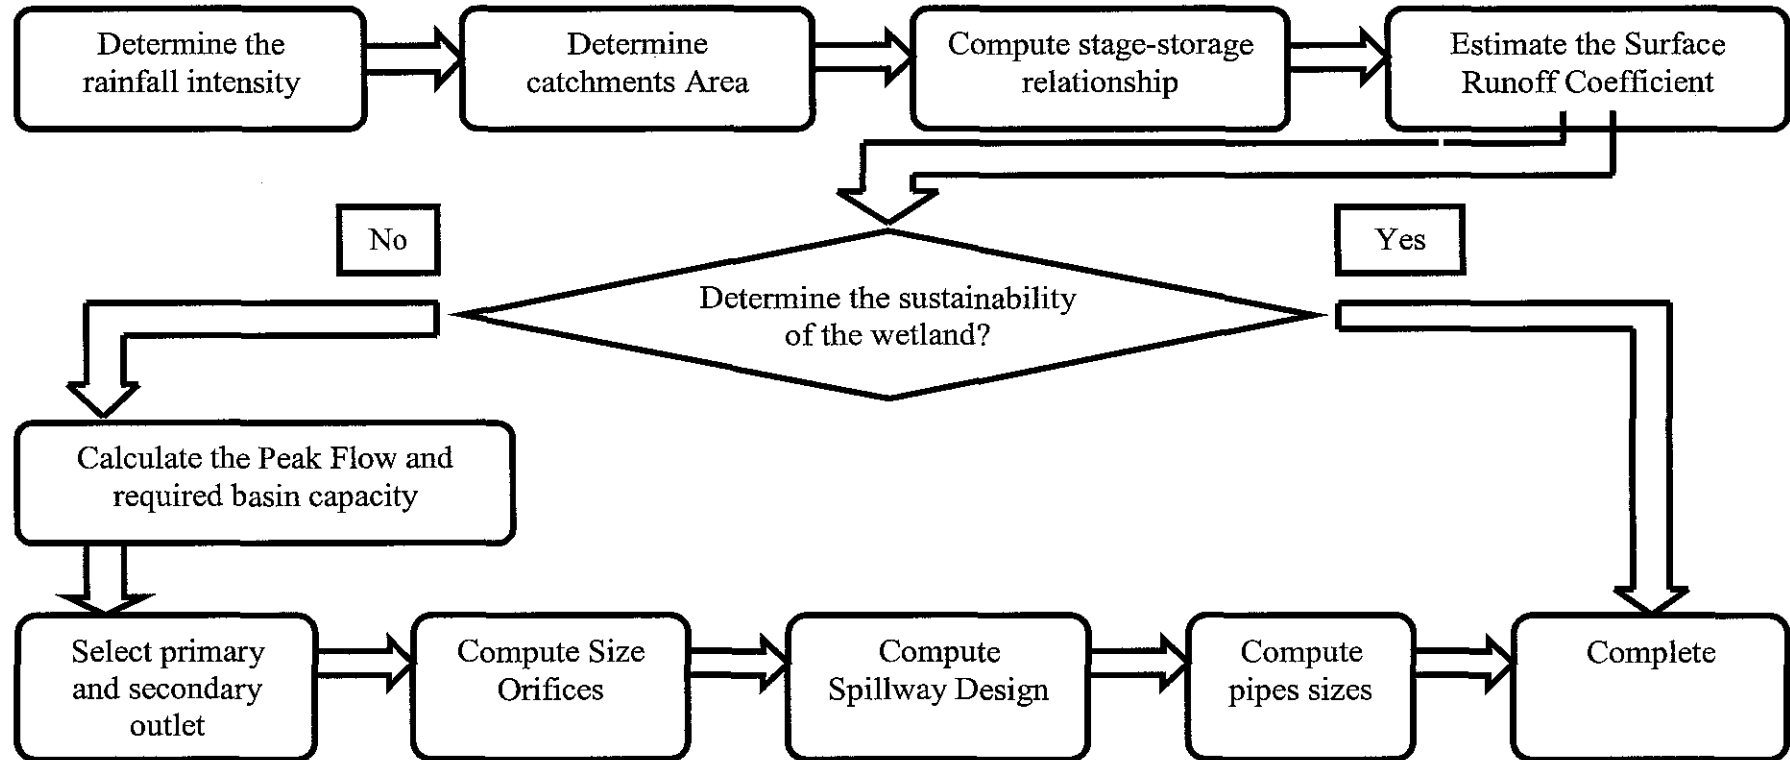 Determine the
rainfall intensity
Determine
catchments Area
Compute stage-storage
relationship
Estimate the Surface
Runoff Coefficient
No
Yes
Determine the sustainability
of the wetland?
Calculate the Peak Flow and
required basin capacity
Select primary
and secondary
outlet
Compute Size
Orifices
Compute
Spillway Design
Compute
pipes sizes
Complete